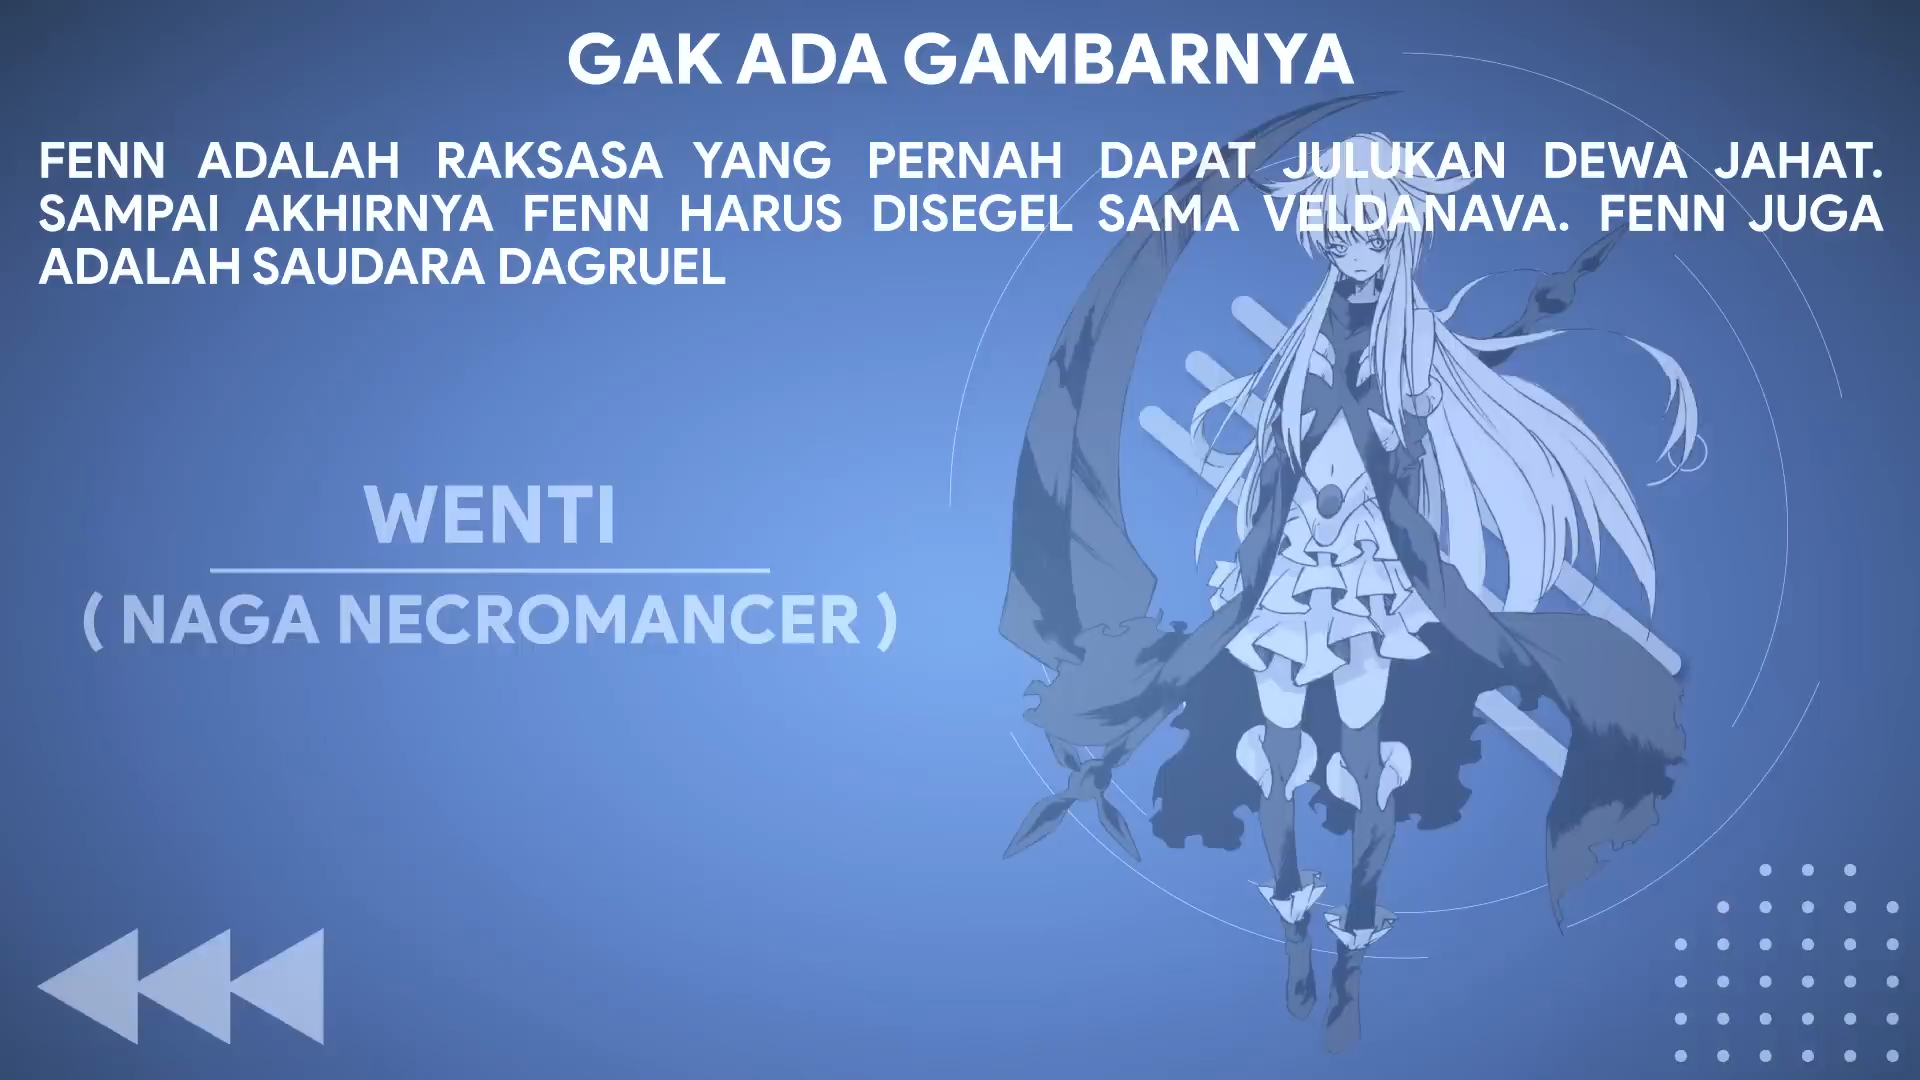 GAK ADA GAMBARNYA
FENN ADALAH RAKSASA YANG PERNAH DAPAT JULUKAN DEWA JAHAT.
SAMPAI AKHIRNYA FENN HARUS DISEGEL SAMA VELDANAVA. FENN JUGA
ADALAH SAUDARA DAGRUEL
WENTI
( NAGA NECROMANCER )